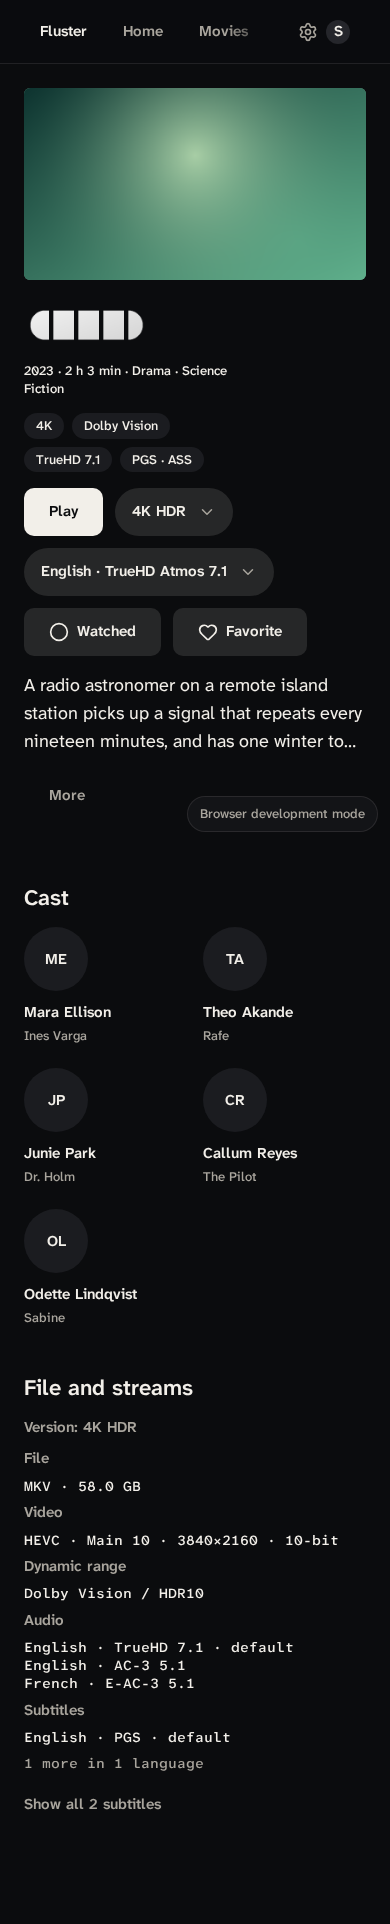 Fluster Home Movies S
2023 · 2 h 3 min · Drama · Science
Fiction
4K Dolby Vision
TrueHD 7.1 PGS · ASS
Play 4K HDR
English · TrueHD Atmos 7.1
Watched Favorite
A radio astronomer on a remote island
station picks up a signal that repeats every
nineteen minutes, and has one winter to...
More
Browser development mode
Cast
ME TA
Mara Ellison Theo Akande
Ines Varga Rafe
JP CR
Junie Park Callum Reyes
Dr. Holm The Pilot
OL
Odette Lindqvist
Sabine
File and streams
Version: 4K HDR
File
MKV · 58.0 GB
Video
HEVC · Main 10 · 3840×2160 · 10-bit
Dynamic range
Dolby Vision / HDR10
Audio
English · TrueHD 7.1 · default
English · AC-3 5.1
French · E-AC-3 5.1
Subtitles
English · PGS · default
1 more in 1 language
Show all 2 subtitles